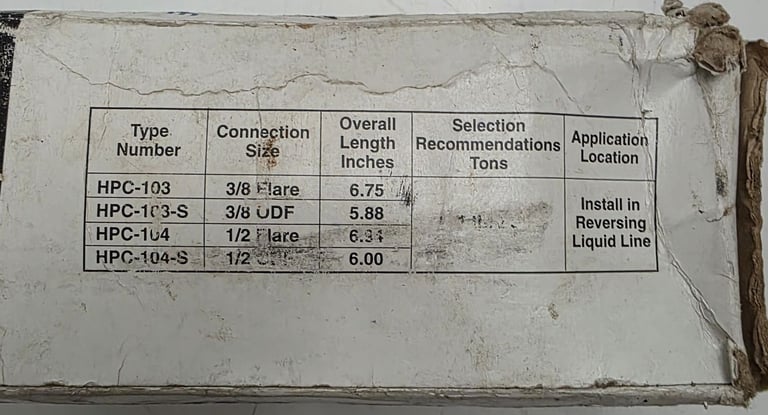 Type Number
Connection Size
Overall Length Inches
Selection Recommendations Tons
Application Location
HPC-103 3/8 Flare 6.75
HPC-103-S 3/8 ODF 5.88
HPC-104 1/2 Flare
HPC-104-S 1/2 6.00
Install in
Reversing
Liquid Line